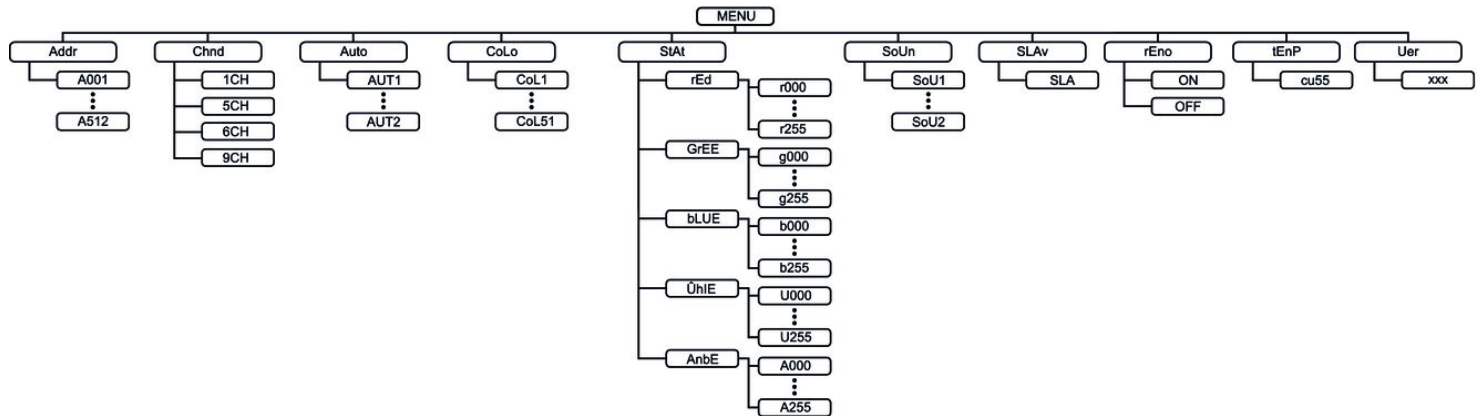 MENU
Addr
Chnd
Auto
CoLo
StAt
SoUn
SLAv
rEno
tEnP
Uer
A001
A512
1CH
5CH
6CH
9CH
AUT1
AUT2
CoL1
CoL51
rEd
r000
r255
GrEE
g000
g255
bLUE
b000
b255
ÛhIE
U000
U255
AnbE
A000
A255
SoU1
SoU2
SLA
ON
OFF
cu55
xxx